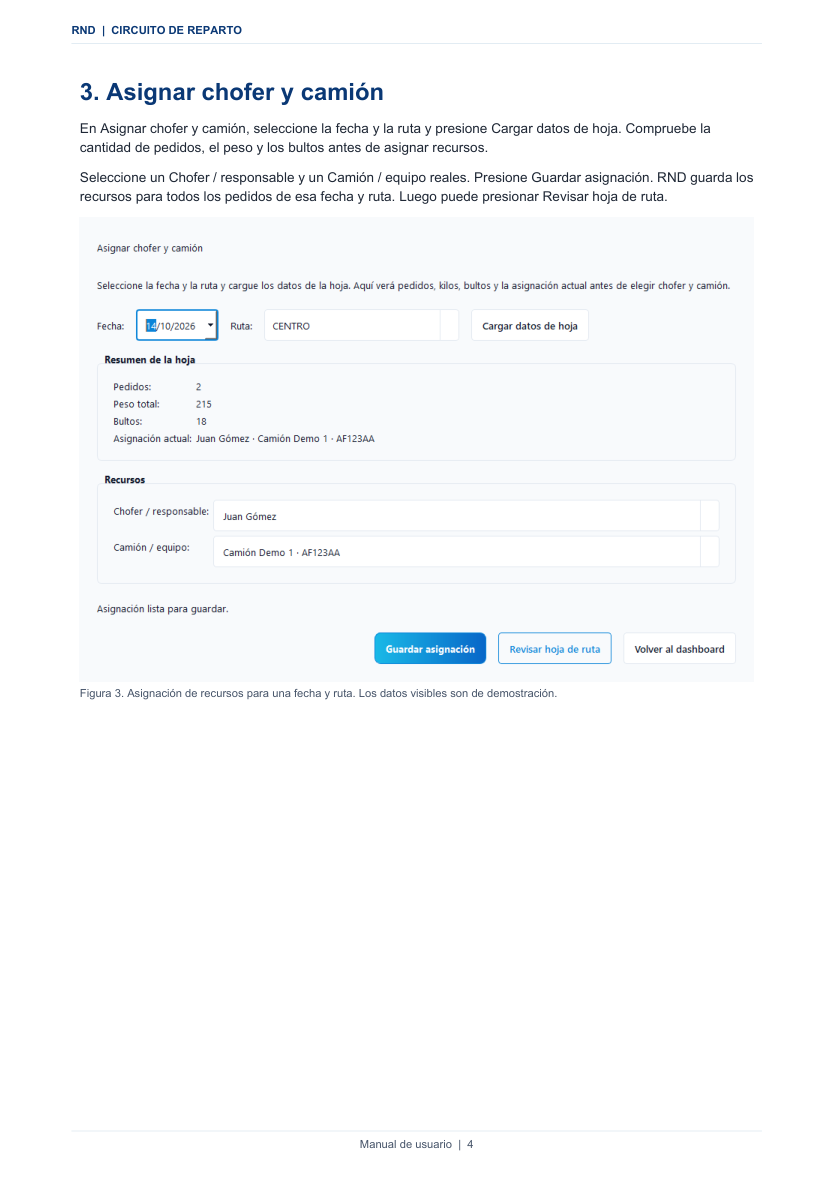 RND | CIRCUITO DE REPARTO
3. Asignar chofer y camión
En Asignar chofer y camión, seleccione la fecha y la ruta y presione Cargar datos de hoja. Compruebe la
cantidad de pedidos, el peso y los bultos antes de asignar recursos.
Seleccione un Chofer / responsable y un Camión / equipo reales. Presione Guardar asignación. RND guarda los
recursos para todos los pedidos de esa fecha y ruta. Luego puede presionar Revisar hoja de ruta.
Asignar chofer y camión
Seleccione la fecha y la ruta y cargue los datos de la hoja. Aquí verá pedidos, kilos, bultos y la asignación actual antes de elegir chofer y camión.
Fecha: 14/10/2026 Ruta: CENTRO Cargar datos de hoja
Resumen de la hoja
Pedidos: 2
Peso total: 215
Bultos: 18
Asignación actual: Juan Gómez · Camión Demo 1 · AF123AA
Recursos
Chofer / responsable: Juan Gómez
Camión / equipo: Camión Demo 1 · AF123AA
Asignación lista para guardar.
Guardar asignación Revisar hoja de ruta Volver al dashboard
Figura 3. Asignación de recursos para una fecha y ruta. Los datos visibles son de demostración.
Manual de usuario | 4